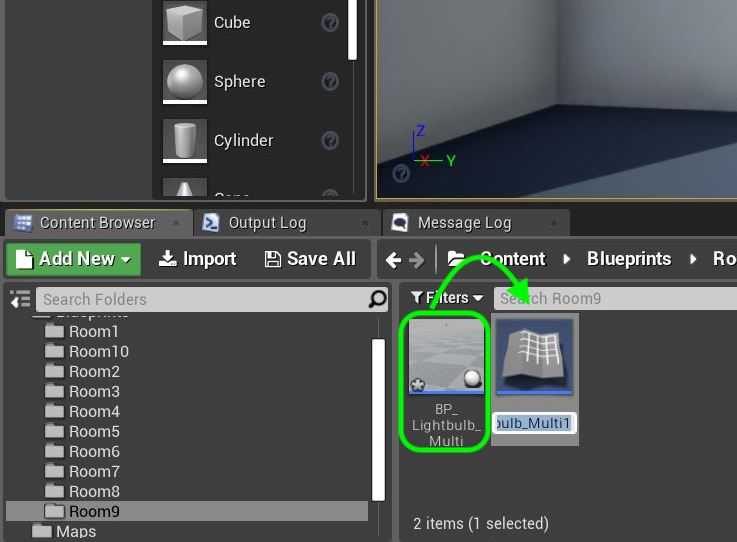 Cube
Sphere
Cylinder
Z
X Y
Content Browser
Output Log
Message Log
Add New
Import
Save All
Content
Blueprints
Ro
Search Folders
Filters
Search Room9
Blueprints
Room1
Room10
Room2
Room3
Room4
Room5
Room6
Room7
Room8
Room9
Maps
BP_
Lightbulb_
Multi
bulb_Multi1
2 items (1 selected)